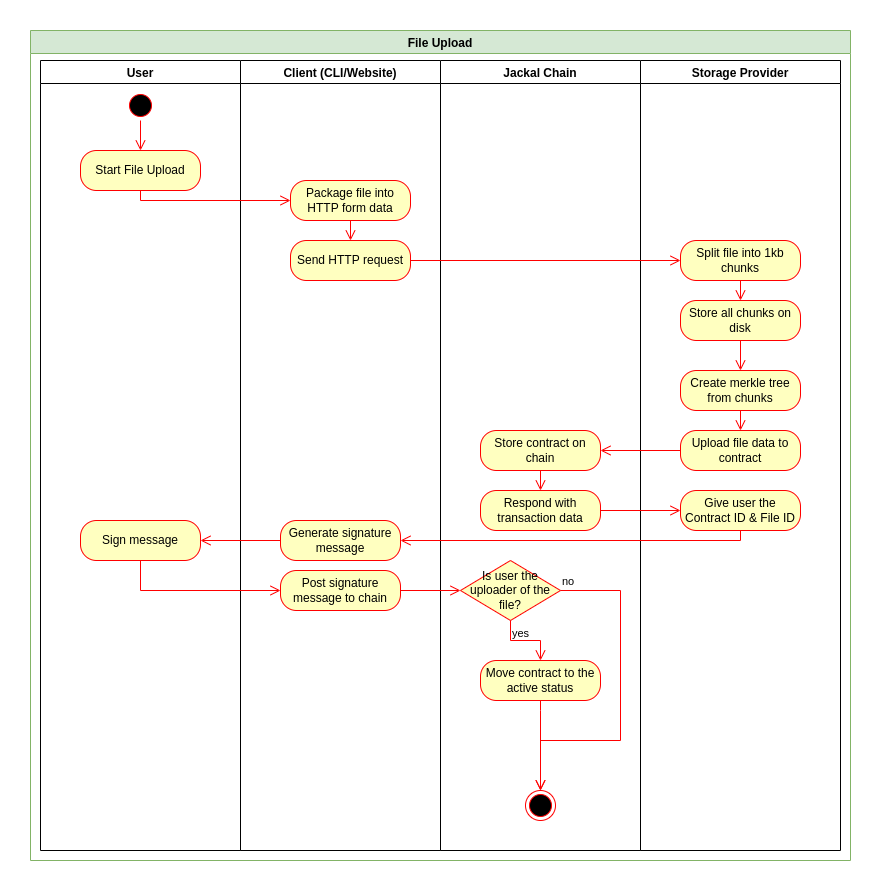 File Upload
User
Client (CLI/Website)
Jackal Chain
Storage Provider
Start File Upload
Package file into
HTTP form data
Send HTTP request
Split file into 1kb
chunks
Store all chunks on
disk
Create merkle tree
from chunks
Upload file data to
contract
Store contract on
chain
Respond with
transaction data
Give user the
Contract ID & File ID
Generate signature
message
Sign message
Post signature
message to chain
Is user the
uploader of the
file?
no
yes
Move contract to the
active status